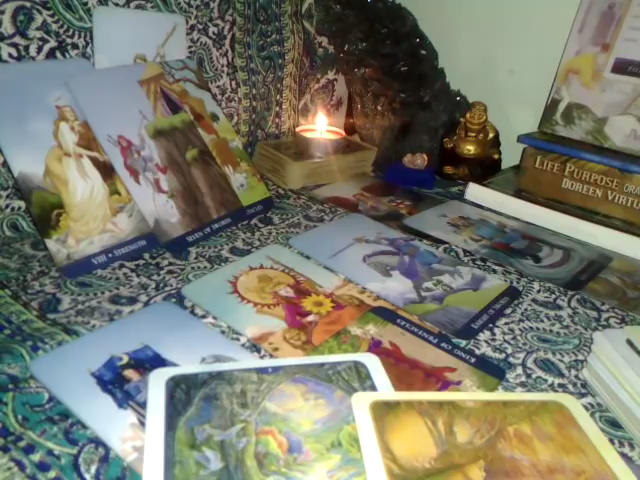 VIII • STRENGTH
SEVEN OF SWORDS
LIFE PURPOSE ORA
DOREEN VIRTU
KNIGHT OF SWORDS
KING OF PENTACLES